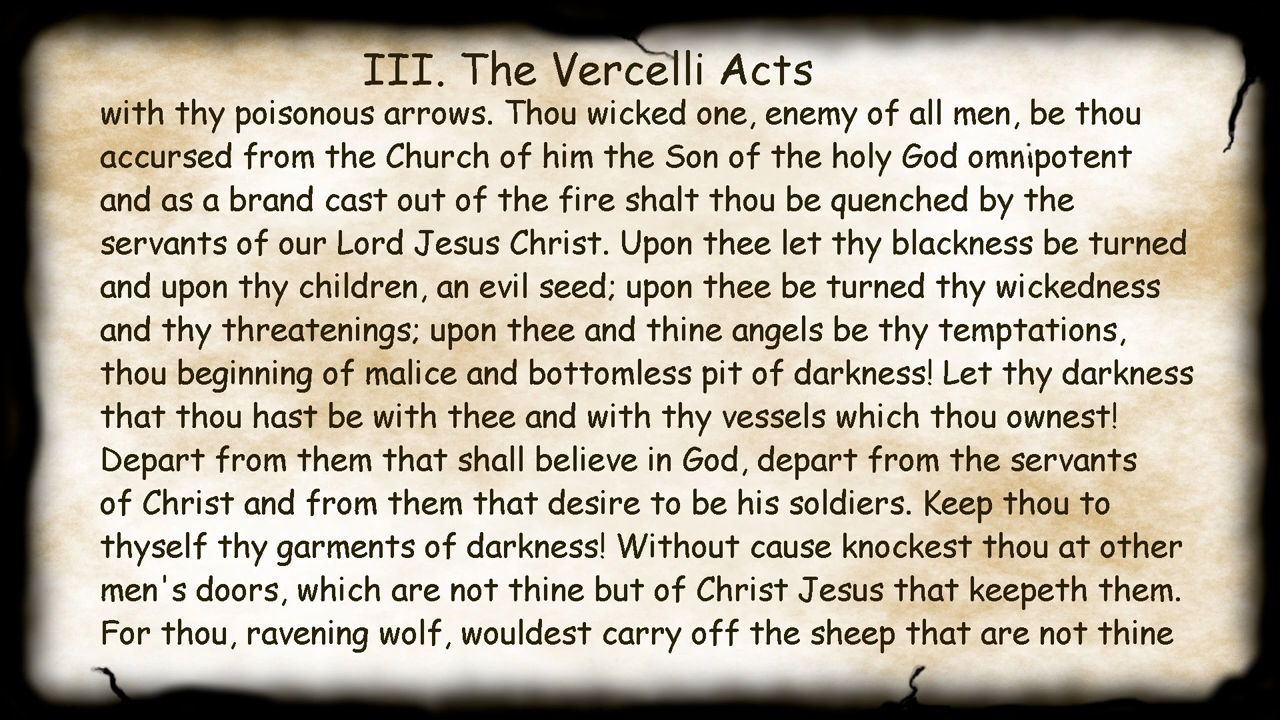 III. The Vercelli Acts
with thy poisonous arrows. Thou wicked one, enemy of all men, be thou
accursed from the Church of him the Son of the holy God omnipotent
and as a brand cast out of the fire shalt thou be quenched by the
servants of our Lord Jesus Christ. Upon thee let thy blackness be turned
and upon thy children, an evil seed; upon thee be turned thy wickedness
and thy threatenings; upon thee and thine angels be thy temptations,
thou beginning of malice and bottomless pit of darkness! Let thy darkness
that thou hast be with thee and with thy vessels which thou ownest!
Depart from them that shall believe in God, depart from the servants
of Christ and from them that desire to be his soldiers. Keep thou to
thyself thy garments of darkness! Without cause knockest thou at other
men's doors, which are not thine but of Christ Jesus that keepeth them.
For thou, ravening wolf, wouldest carry off the sheep that are not thine